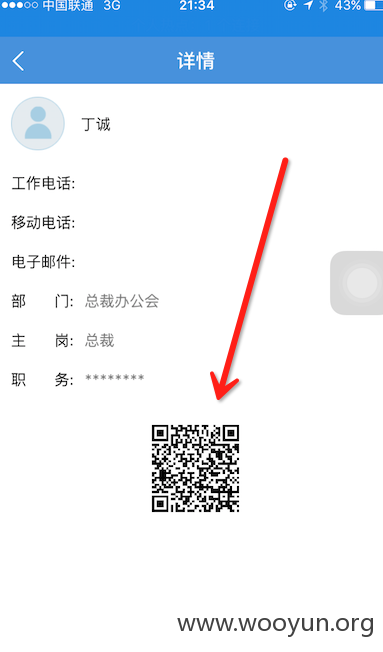 中国联通 3G 21:34 43%
详情
丁诚
工作电话:
移动电话:
电子邮件:
部 门: 总裁办公会
主 岗: 总裁
职 务: ********
www.wooyun.org